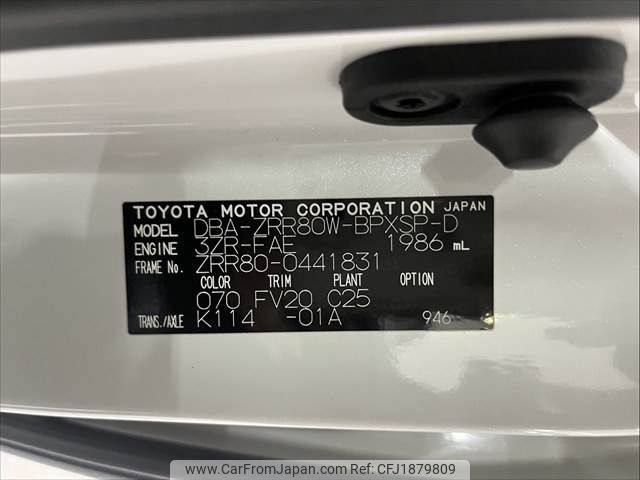 TOYOTA MOTOR CORPORATION JAPAN
MODEL DBA-ZRR80W-BPXSP-D
ENGINE 3ZR-FAE 1986 mL
FRAME No. ZRR80-0441831
COLOR TRIM PLANT OPTION
070 FV20 C25
TRANS./AXLE K114 -01A 946
www.CarFromJapan.com Ref:CFJ1879809